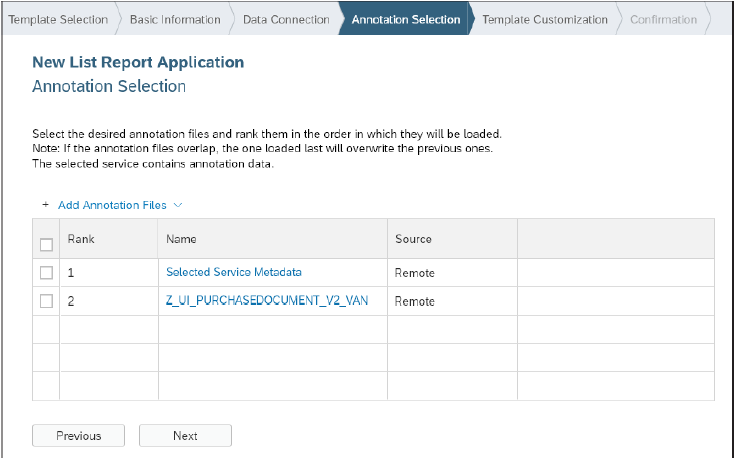 Template Selection
Basic Information
Data Connection
Annotation Selection
Template Customization
Confirmation
New List Report Application
Annotation Selection
Select the desired annotation files and rank them in the order in which they will be loaded.
Note: If the annotation files overlap, the one loaded last will overwrite the previous ones.
The selected service contains annotation data.
+ Add Annotation Files
Rank Name Source
1 Selected Service Metadata Remote
2 Z_UI_PURCHASEDOCUMENT_V2_VAN Remote
Previous Next